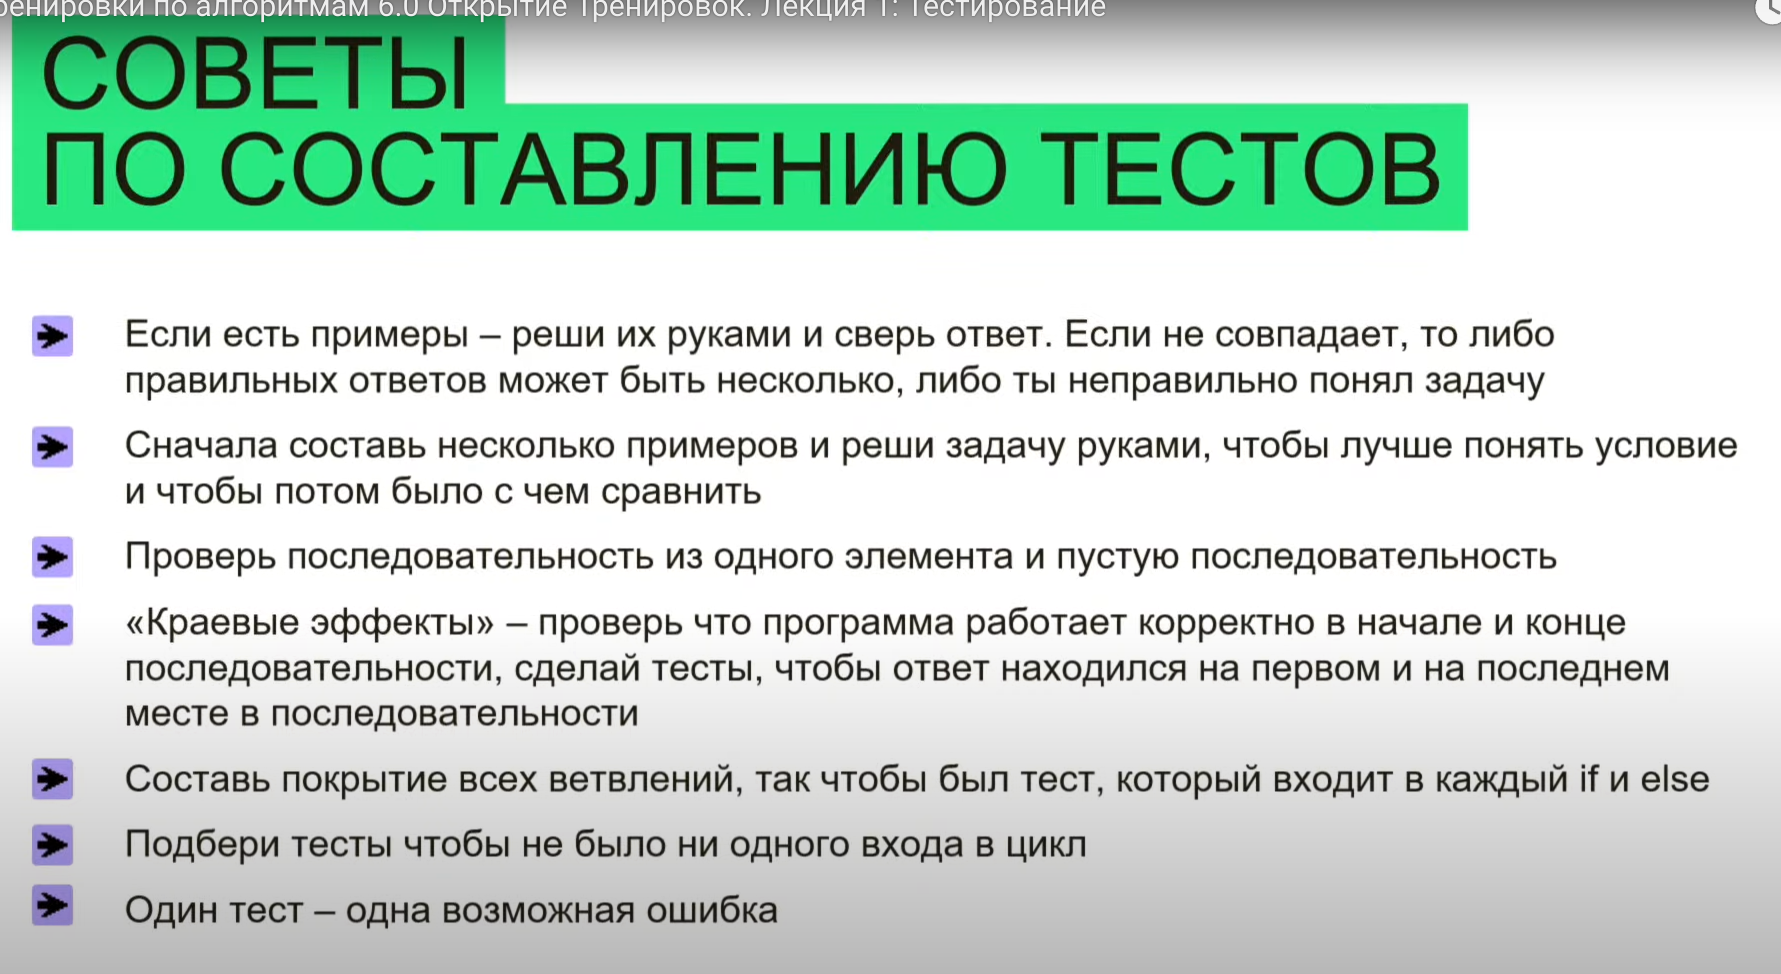 ренировки по алгоритмам 6.0 Открытие Тренировок. Лекция 1: Тестирование
СОВЕТЫ
ПО СОСТАВЛЕНИЮ ТЕСТОВ
Если есть примеры – реши их руками и сверь ответ. Если не совпадает, то либо
правильных ответов может быть несколько, либо ты неправильно понял задачу
Сначала составь несколько примеров и реши задачу руками, чтобы лучше понять условие
и чтобы потом было с чем сравнить
Проверь последовательность из одного элемента и пустую последовательность
«Краевые эффекты» – проверь что программа работает корректно в начале и конце
последовательности, сделай тесты, чтобы ответ находился на первом и на последнем
месте в последовательности
Составь покрытие всех ветвлений, так чтобы был тест, который входит в каждый if и else
Подбери тесты чтобы не было ни одного входа в цикл
Один тест – одна возможная ошибка